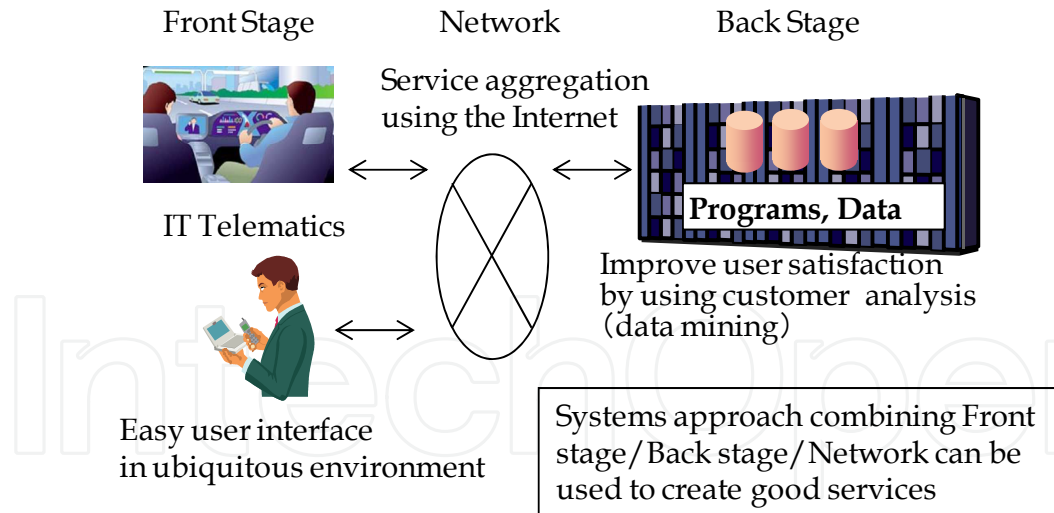 Front Stage
Network
Back Stage
Service aggregation
using the Internet
Programs, Data
IT Telematics
Improve user satisfaction
by using customer analysis
(data mining)
Easy user interface
in ubiquitous environment
Systems approach combining Front
stage/Back stage/Network can be
used to create good services
IntechOpen